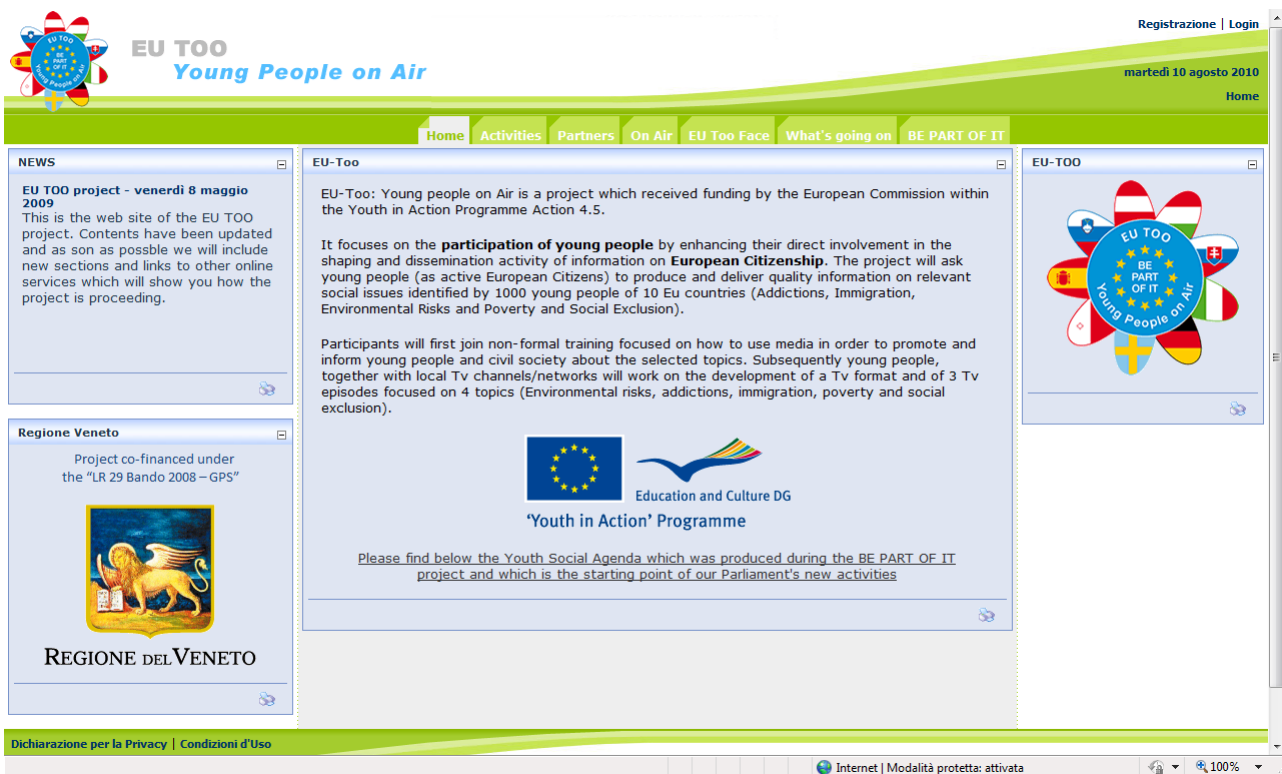 Registrazione | Login
EU TOO
Young People on Air
martedì 10 agosto 2010
Home
Home Activities Partners On Air EU Too Face What's going on BE PART OF IT
NEWS
EU TOO project - venerdì 8 maggio
2009
This is the web site of the EU TOO
project. Contents have been updated
and as son as possble we will include
new sections and links to other online
services which will show you how the
project is proceeding.
Regione Veneto
Project co-financed under
the “LR 29 Bando 2008 – GPS”
REGIONE DEL VENETO
EU-Too
EU-Too: Young people on Air is a project which received funding by the European Commission within
the Youth in Action Programme Action 4.5.
It focuses on the participation of young people by enhancing their direct involvement in the
shaping and dissemination activity of information on European Citizenship. The project will ask
young people (as active European Citizens) to produce and deliver quality information on relevant
social issues identified by 1000 young people of 10 Eu countries (Addictions, Immigration,
Environmental Risks and Poverty and Social Exclusion).
Participants will first join non-formal training focused on how to use media in order to promote and
inform young people and civil society about the selected topics. Subsequently young people,
together with local Tv channels/networks will work on the development of a Tv format and of 3 Tv
episodes focused on 4 topics (Environmental risks, addictions, immigration, poverty and social
exclusion).
Education and Culture DG
‘Youth in Action’ Programme
Please find below the Youth Social Agenda which was produced during the BE PART OF IT
project and which is the starting point of our Parliament's new activities
EU-TOO
EU TOO
BE
PART
OF IT
Young People on Air
Dichiarazione per la Privacy | Condizioni d'Uso
Internet | Modalità protetta: attivata
100%